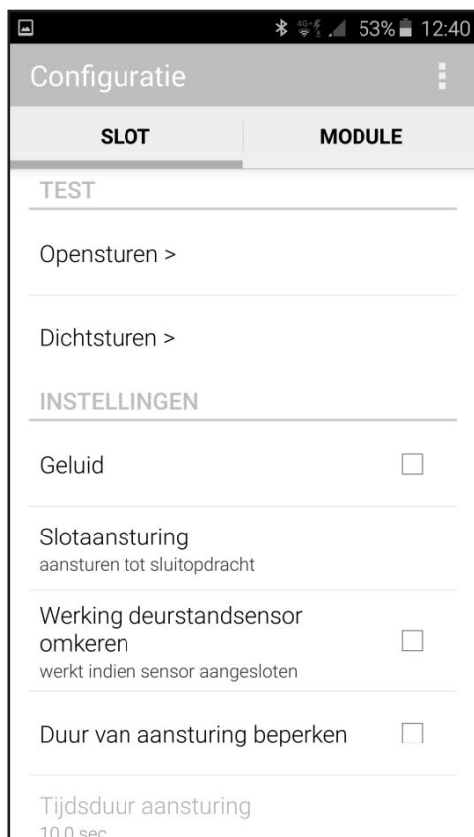 4G+ 53% 12:40
Configuratie
SLOT MODULE
TEST
Opensturen >
Dichtsturen >
INSTELLINGEN
Geluid
Slotaansturing
aansturen tot sluitopdracht
Werking deurstandsensor
omkeren
werkt indien sensor aangesloten
Duur van aansturing beperken
Tijdsduur aansturing
10.0 sec